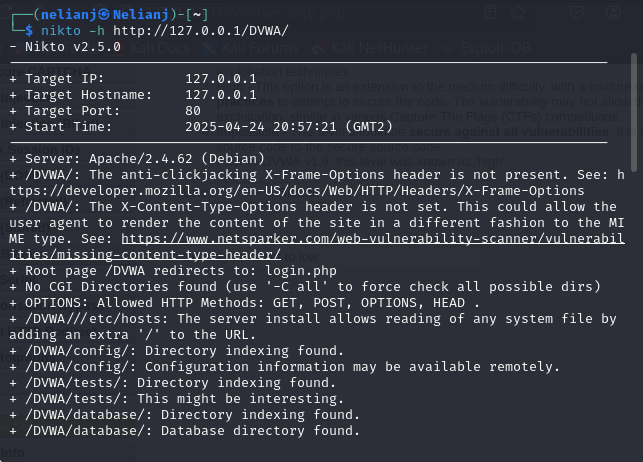 ┌──(nelianj㉿Nelianj)-[~]
└─$ nikto -h http://127.0.0.1/DVWA/
- Nikto v2.5.0
+ Target IP:          127.0.0.1
+ Target Hostname:    127.0.0.1
+ Target Port:        80
+ Start Time:         2025-04-24 20:57:21 (GMT2)
+ Server: Apache/2.4.62 (Debian)
+ /DVWA/: The anti-clickjacking X-Frame-Options header is not present. See: h
ttps://developer.mozilla.org/en-US/docs/Web/HTTP/Headers/X-Frame-Options
+ /DVWA/: The X-Content-Type-Options header is not set. This could allow the
user agent to render the content of the site in a different fashion to the MI
ME type. See: https://www.netsparker.com/web-vulnerability-scanner/vulnerabil
ities/missing-content-type-header/
+ Root page /DVWA redirects to: login.php
+ No CGI Directories found (use '-C all' to force check all possible dirs)
+ OPTIONS: Allowed HTTP Methods: GET, POST, OPTIONS, HEAD .
+ /DVWA///etc/hosts: The server install allows reading of any system file by
adding an extra '/' to the URL.
+ /DVWA/config/: Directory indexing found.
+ /DVWA/config/: Configuration information may be available remotely.
+ /DVWA/tests/: Directory indexing found.
+ /DVWA/tests/: This might be interesting.
+ /DVWA/database/: Directory indexing found.
+ /DVWA/database/: Database directory found.